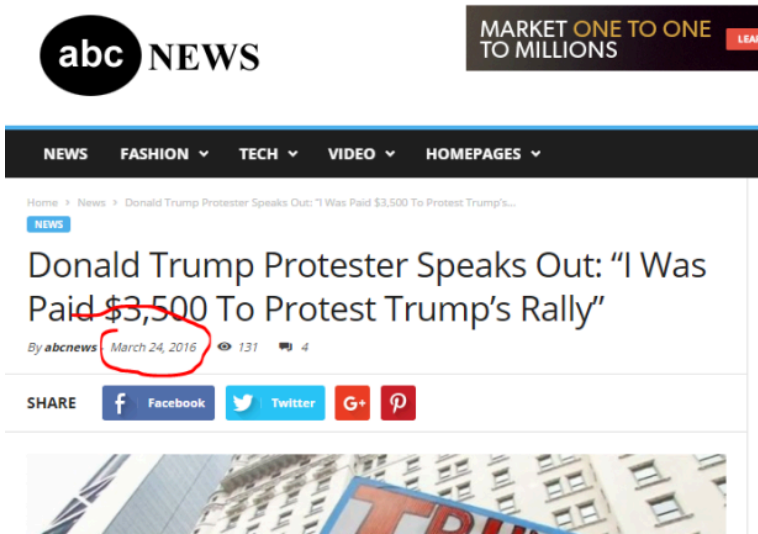 abc NEWS
MARKET ONE TO ONE
TO MILLIONS
NEWS FASHION TECH VIDEO HOMEPAGES
Home > News > Donald Trump Protester Speaks Out: "I Was Paid $3,500 To Protest Trump's...
NEWS
Donald Trump Protester Speaks Out: “I Was
Paid $3,500 To Protest Trump’s Rally”
By abcnews - March 24, 2016 131 4
SHARE f Facebook Twitter G+